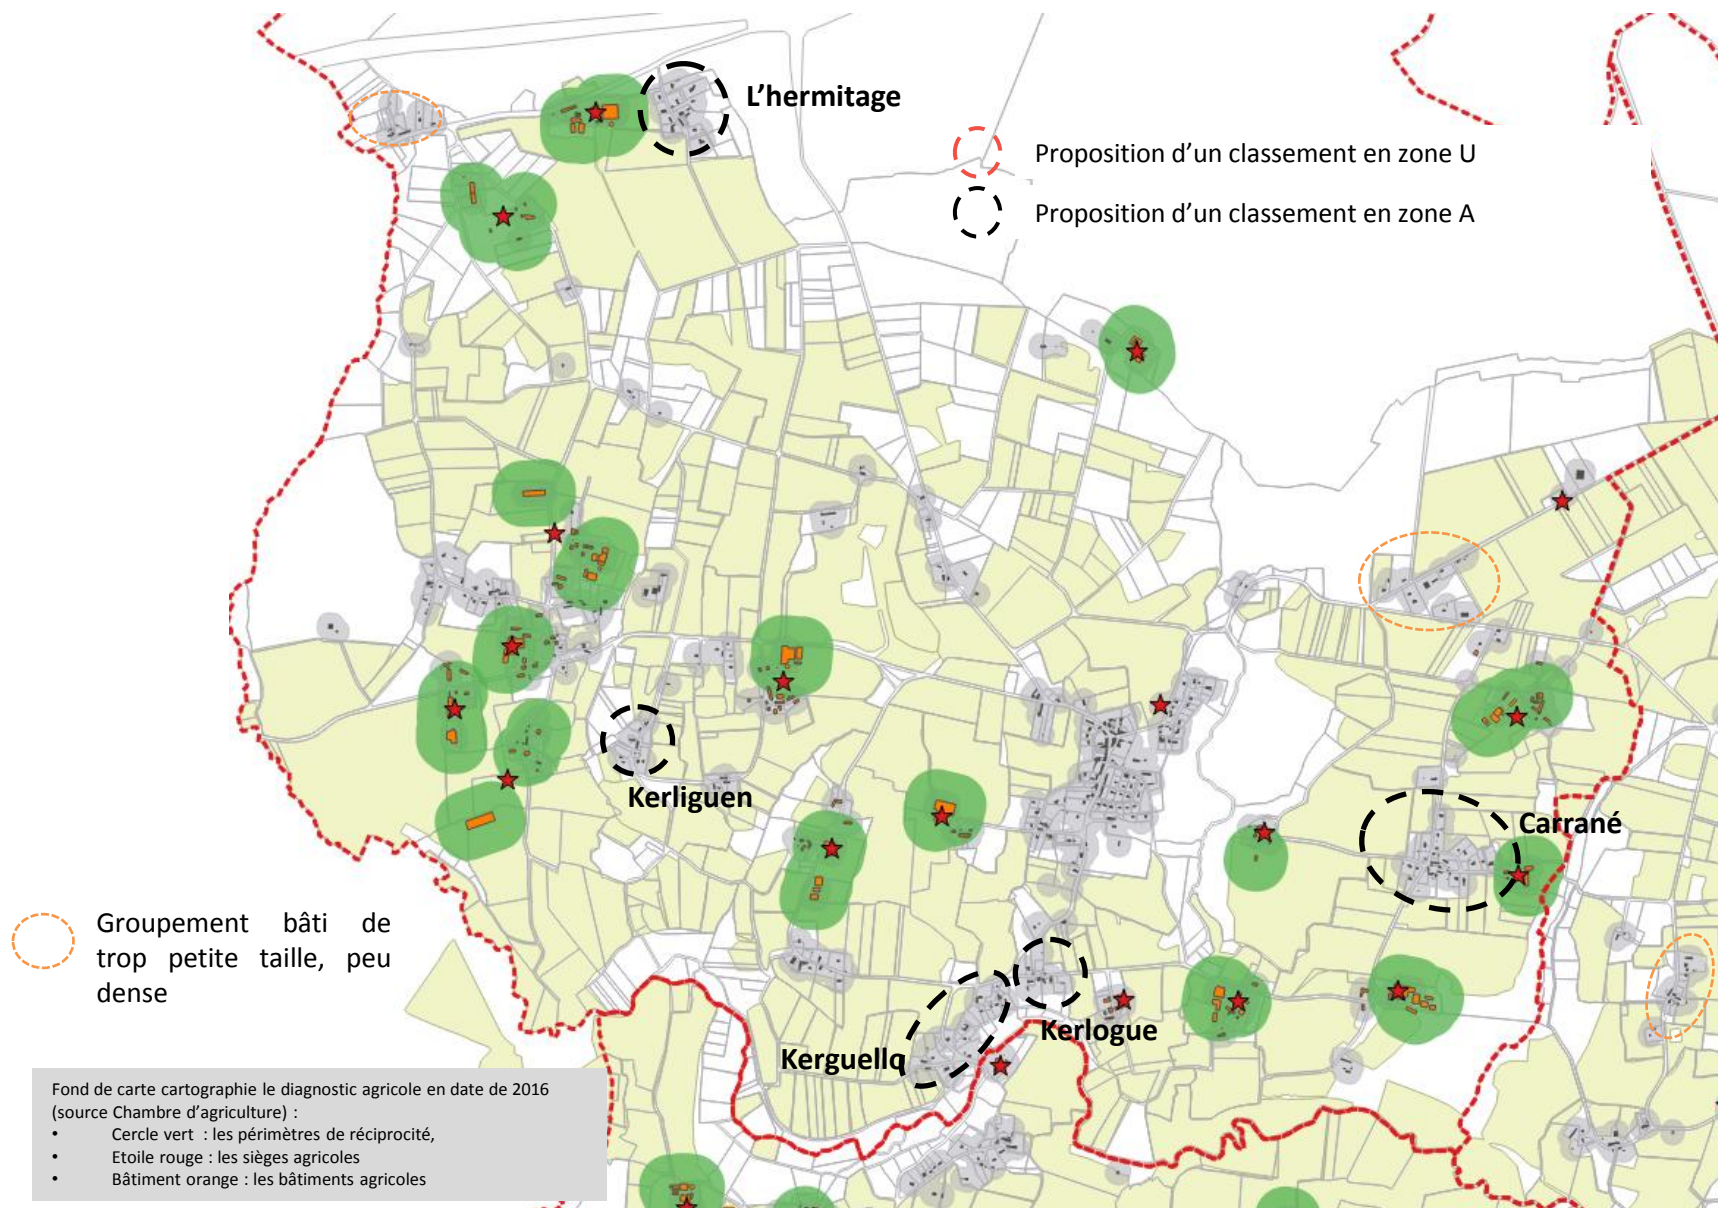 L'hermitage
Proposition d'un classement en zone U
Proposition d'un classement en zone A
Kerliguen
Carrané
Groupement bâti de
trop petite taille, peu
dense
Kerlogue
Kerguello
Fond de carte cartographie le diagnostic agricole en date de 2016
(source Chambre d'agriculture) :
• Cercle vert : les périmètres de réciprocité,
• Etoile rouge : les sièges agricoles
• Bâtiment orange : les bâtiments agricoles